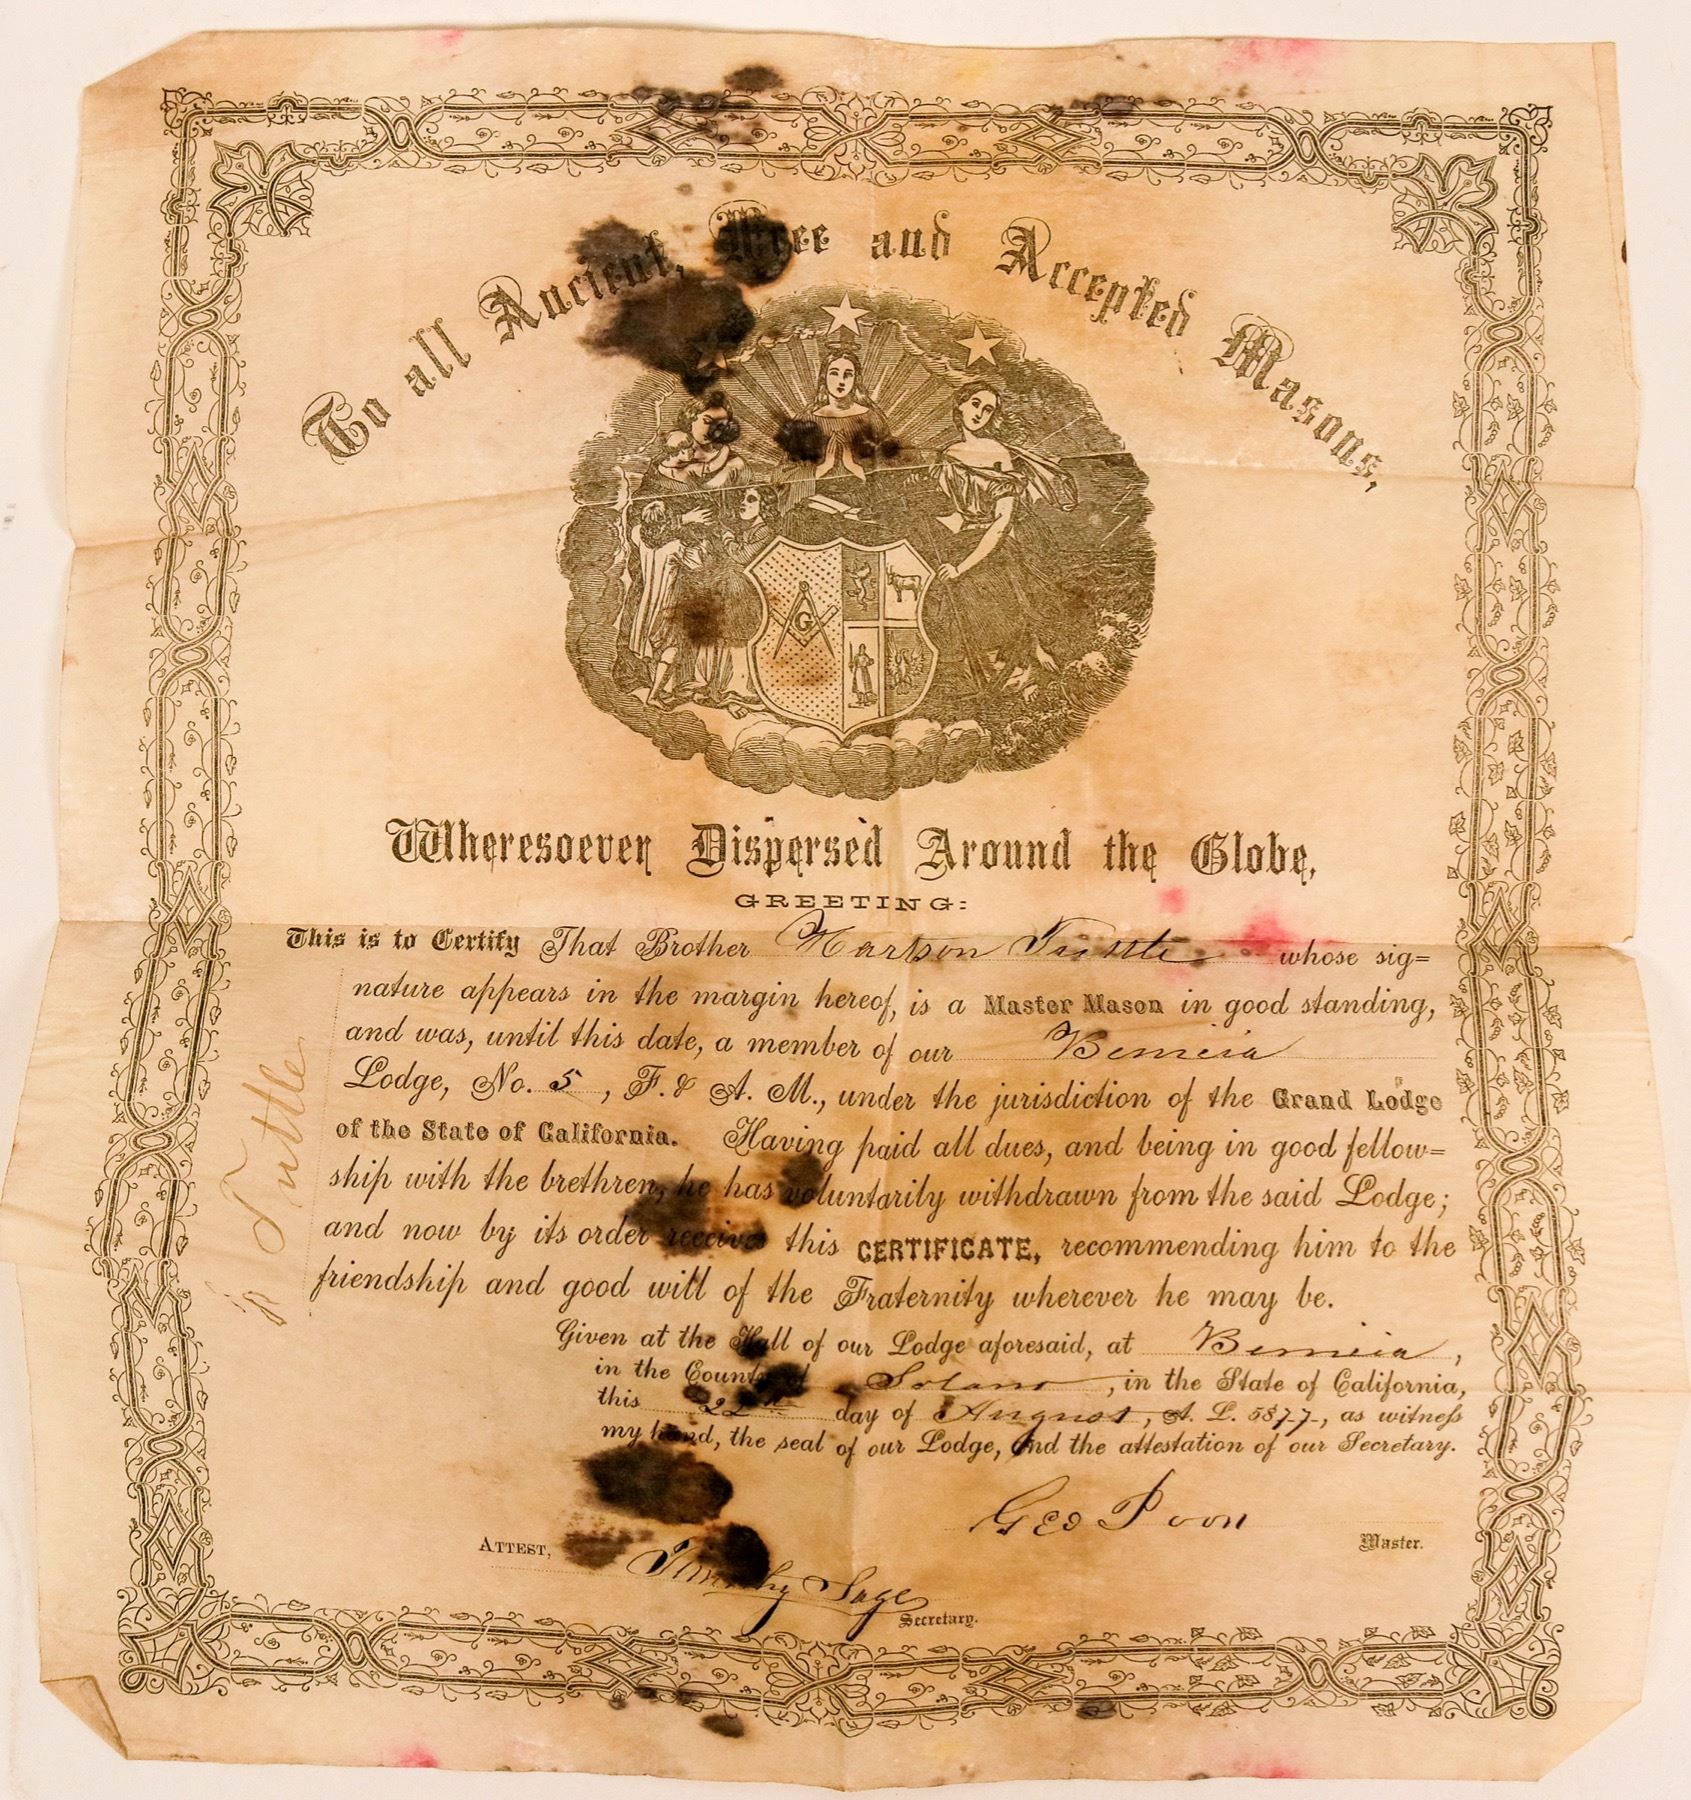 To all Ancient, Free and Accepted Masons,
G
Wheresoever Dispersed Around the Globe,
GREETING:
This is to Certify That Brother Hartson Tuttle whose sig=
nature appears in the margin hereof, is a Master Mason in good standing,
and was, until this date, a member of our Benicia
Lodge, No. 5, F. & A. M., under the jurisdiction of the Grand Lodge
of the State of California. Having paid all dues, and being in good fellow=
ship with the brethren, he has voluntarily withdrawn from the said Lodge;
and now by its order receives this CERTIFICATE, recommending him to the
friendship and good will of the Fraternity wherever he may be.
Tuttle
Given at the Hall of our Lodge aforesaid, at Benicia,
in the County of Solano, in the State of California,
this 22nd day of August, A. L. 5877, as witness
my hand, the seal of our Lodge, and the attestation of our Secretary.
Geo Master.
ATTEST, Timothy Sage
Secretary.